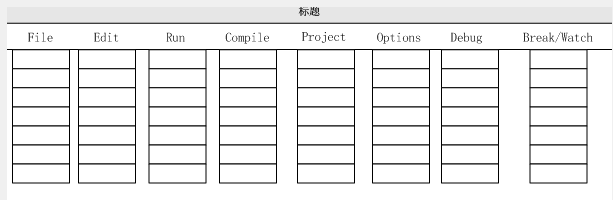 标题
File Edit Run Compile Project Options Debug Break/Watch